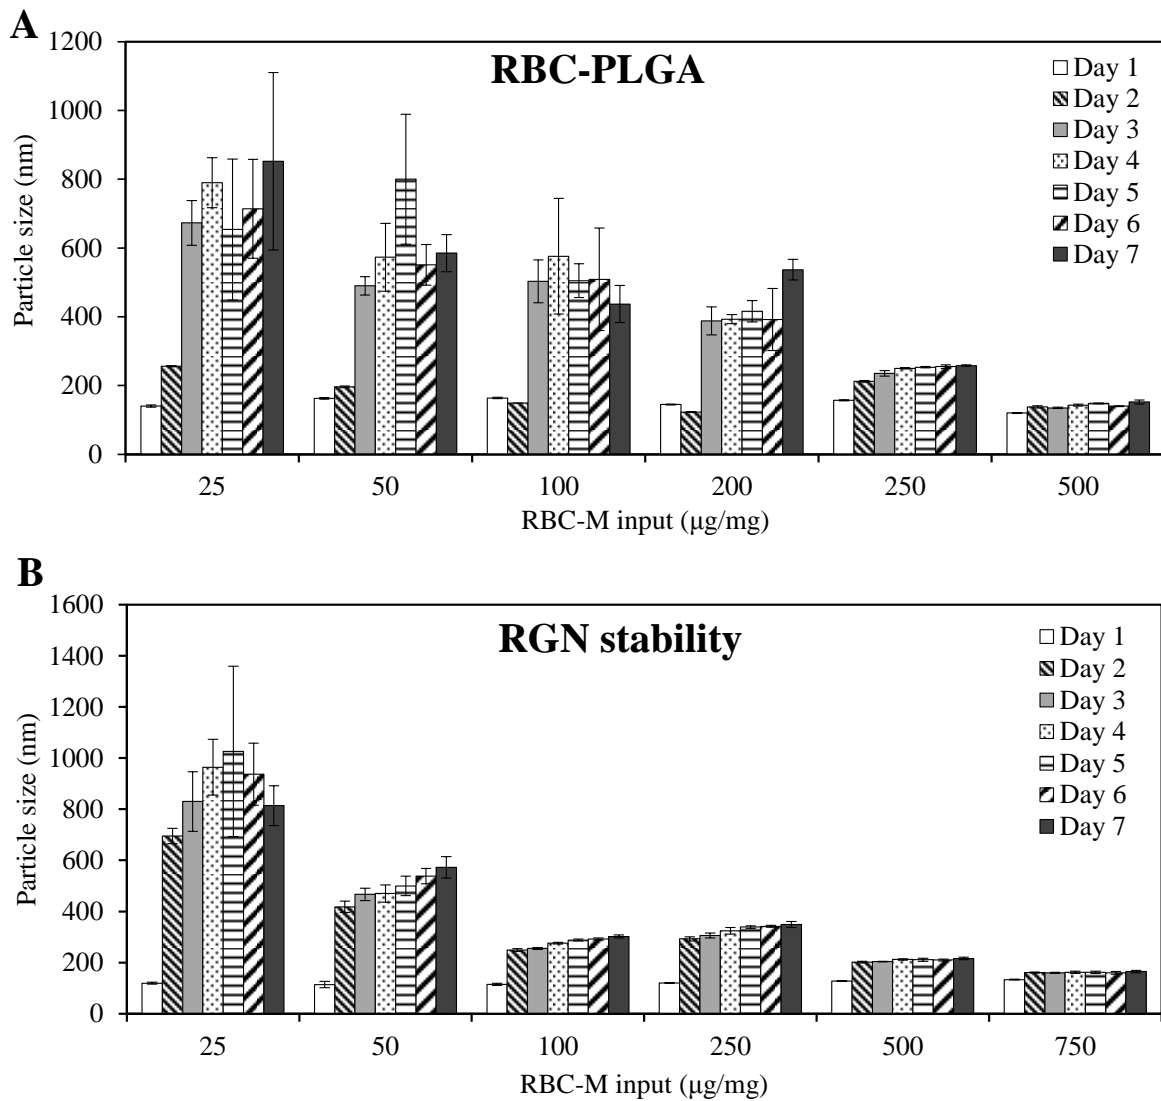 A
RBC-PLGA
Particle size (nm)
1200
1000
800
600
400
200
0
Day 1
Day 2
Day 3
Day 4
Day 5
Day 6
Day 7
25 50 100 200 250 500
RBC-M input (µg/mg)
B
RGN stability
Particle size (nm)
1600
1400
1200
1000
800
600
400
200
0
Day 1
Day 2
Day 3
Day 4
Day 5
Day 6
Day 7
25 50 100 250 500 750
RBC-M input (µg/mg)